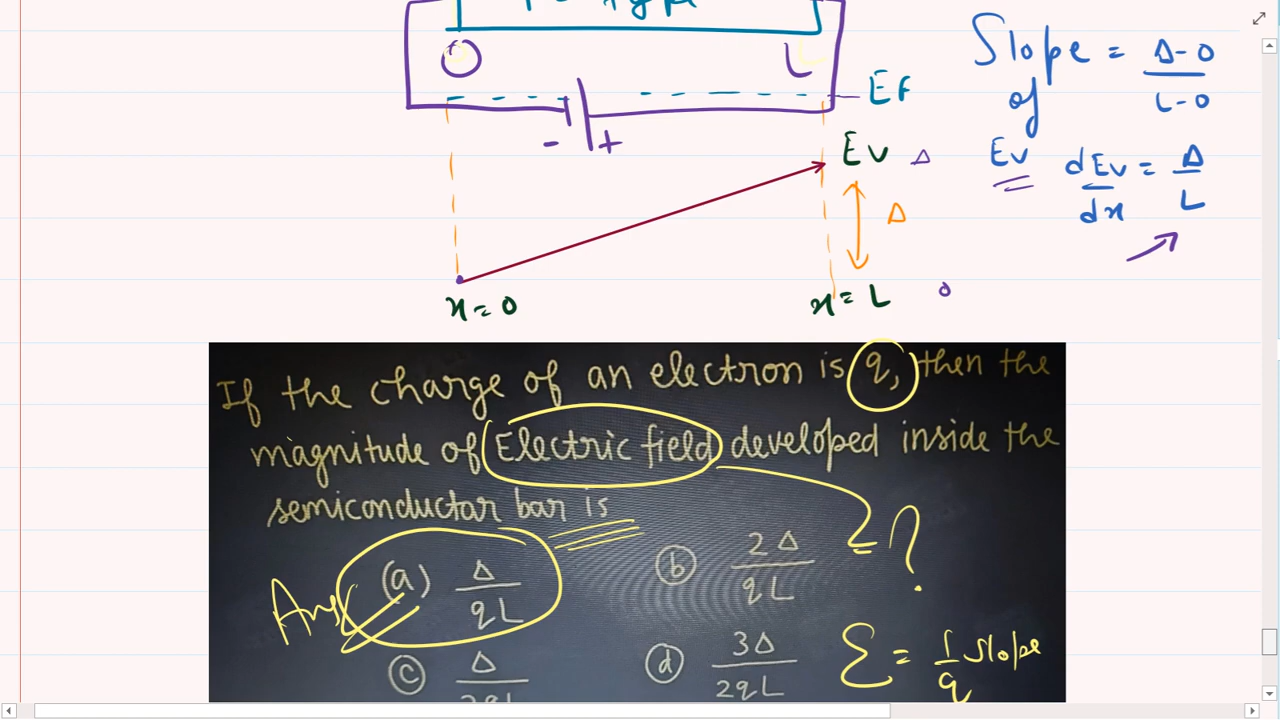 O L
Ef
- +
Ev Δ
Δ
x = 0 x = L 0
Slope = Δ-0
of L-0
Ev dEv = Δ
dx L
If the charge of an electron is q, then the
magnitude of Electric field developed inside the
semiconductor bar is
?
Ans (a) Δ/qL (b) 2Δ/qL
(c) Δ (d) 3Δ/2qL
Ɛ = 1/q slope